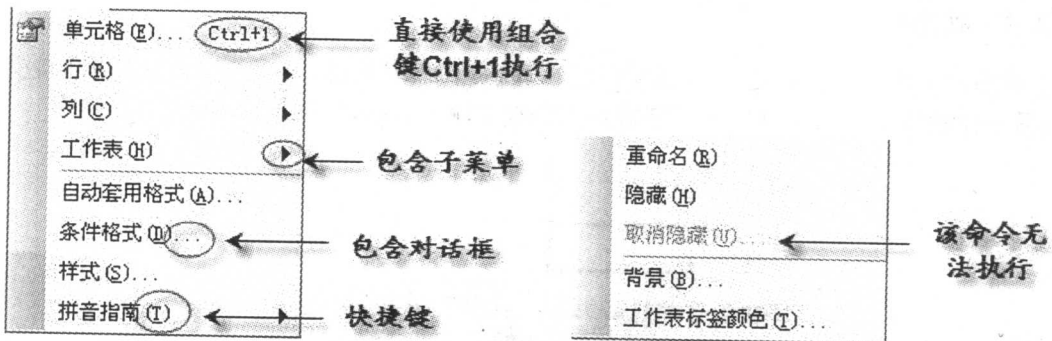 单元格(E)... Ctrl+1
行(R)
列(C)
工作表(H)
自动套用格式(A)...
条件格式(D)...
样式(S)...
拼音指南(T)
直接使用组合
键Ctrl+1执行
包含子菜单
包含对话框
快捷键
重命名(R)
隐藏(H)
取消隐藏(U)...
背景(B)...
工作表标签颜色(T)...
该命令无
法执行